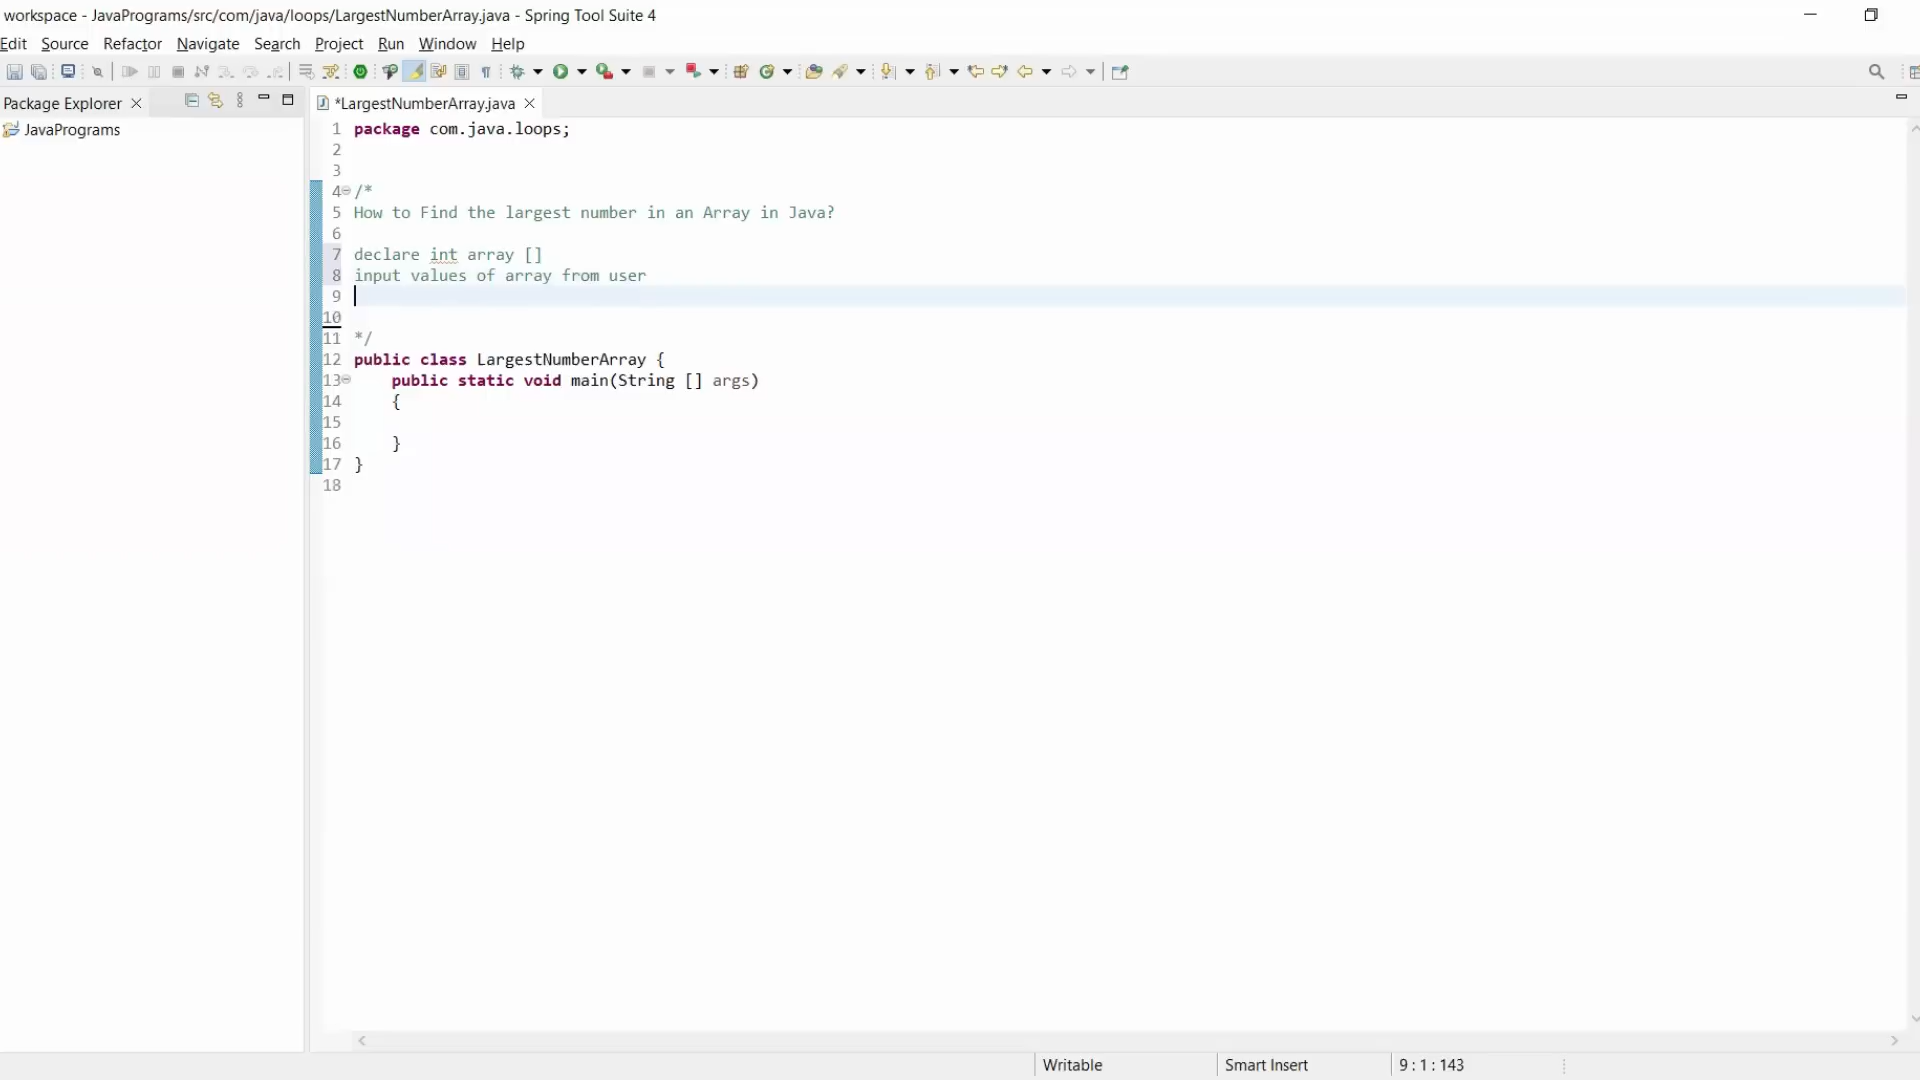 workspace - JavaPrograms/src/com/java/loops/LargestNumberArray.java - Spring Tool Suite 4
Edit Source Refactor Navigate Search Project Run Window Help
Package Explorer
*LargestNumberArray.java
JavaPrograms
1 package com.java.loops;
2
3
4 /*
5 How to Find the largest number in an Array in Java?
6
7 declare int array []
8 input values of array from user
9
10
11 */
12 public class LargestNumberArray {
13 public static void main(String [] args)
14 {
15
16 }
17 }
18
Writable Smart Insert 9 : 1 : 143